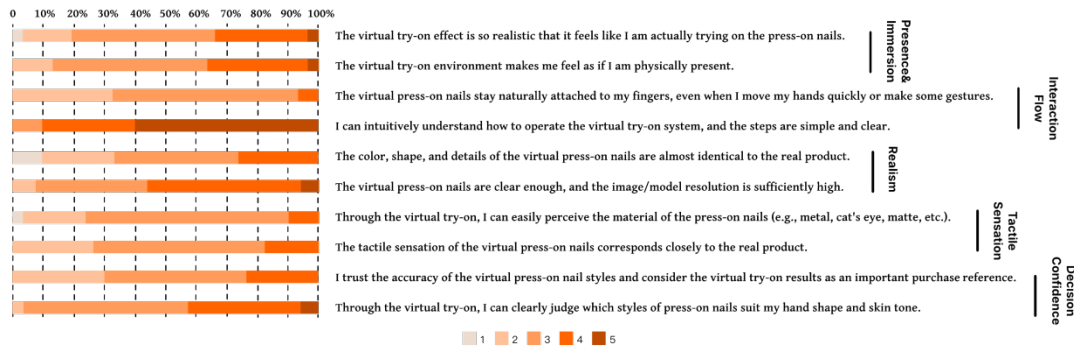 0 10% 20% 30% 40% 50% 60% 70% 80% 90% 100%
The virtual try-on effect is so realistic that it feels like I am actually trying on the press-on nails.
The virtual try-on environment makes me feel as if I am physically present.
Presence&
Immersion
The virtual press-on nails stay naturally attached to my fingers, even when I move my hands quickly or make some gestures.
I can intuitively understand how to operate the virtual try-on system, and the steps are simple and clear.
Interaction
Flow
The color, shape, and details of the virtual press-on nails are almost identical to the real product.
The virtual press-on nails are clear enough, and the image/model resolution is sufficiently high.
Realism
Through the virtual try-on, I can easily perceive the material of the press-on nails (e.g., metal, cat's eye, matte, etc.).
The tactile sensation of the virtual press-on nails corresponds closely to the real product.
Tactile
Sensation
I trust the accuracy of the virtual press-on nail styles and consider the virtual try-on results as an important purchase reference.
Through the virtual try-on, I can clearly judge which styles of press-on nails suit my hand shape and skin tone.
Decision
Confidence
1 2 3 4 5